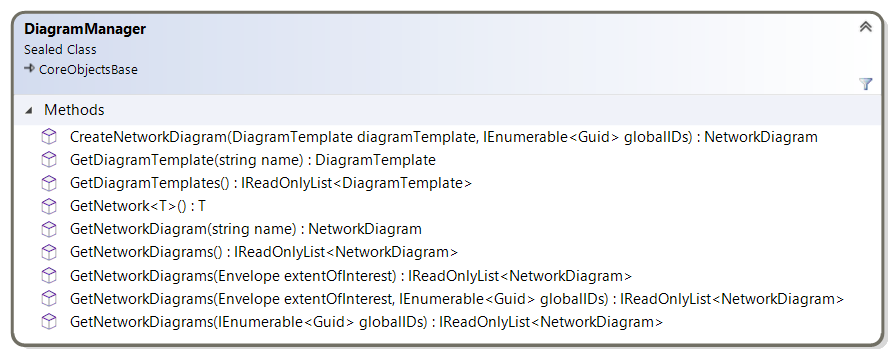 DiagramManager
Sealed Class
CoreObjectsBase
Methods
CreateNetworkDiagram(DiagramTemplate diagramTemplate, IEnumerable<Guid> globalIDs) : NetworkDiagram
GetDiagramTemplate(string name) : DiagramTemplate
GetDiagramTemplates() : IReadOnlyList<DiagramTemplate>
GetNetwork<T>() : T
GetNetworkDiagram(string name) : NetworkDiagram
GetNetworkDiagrams() : IReadOnlyList<NetworkDiagram>
GetNetworkDiagrams(Envelope extentOfInterest) : IReadOnlyList<NetworkDiagram>
GetNetworkDiagrams(Envelope extentOfInterest, IEnumerable<Guid> globalIDs) : IReadOnlyList<NetworkDiagram>
GetNetworkDiagrams(IEnumerable<Guid> globalIDs) : IReadOnlyList<NetworkDiagram>